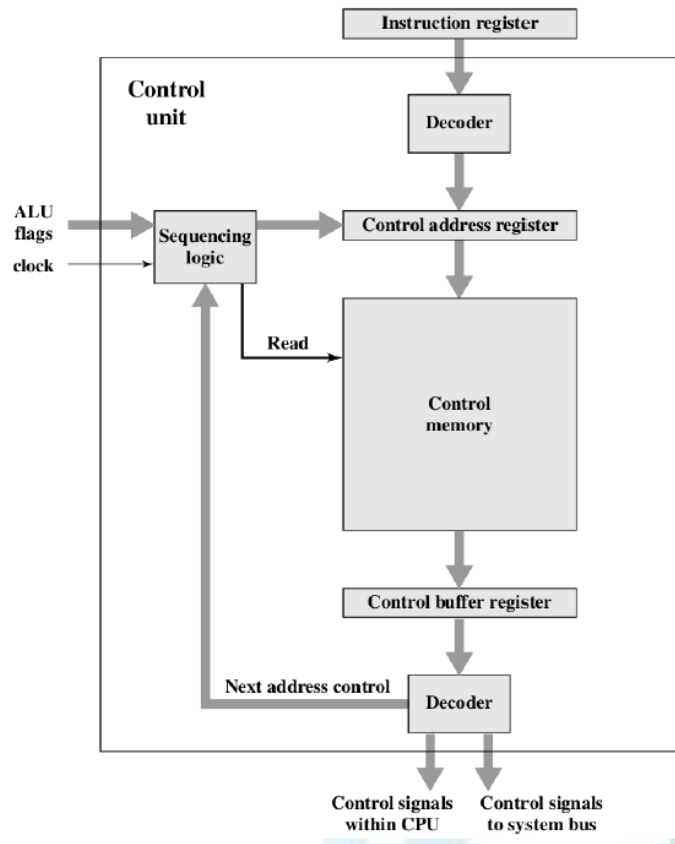 Instruction register
Control
unit
Decoder
ALU
flags
clock
Sequencing
logic
Control address register
Read
Control
memory
Control buffer register
Next address control
Decoder
Control signals
within CPU
Control signals
to system bus